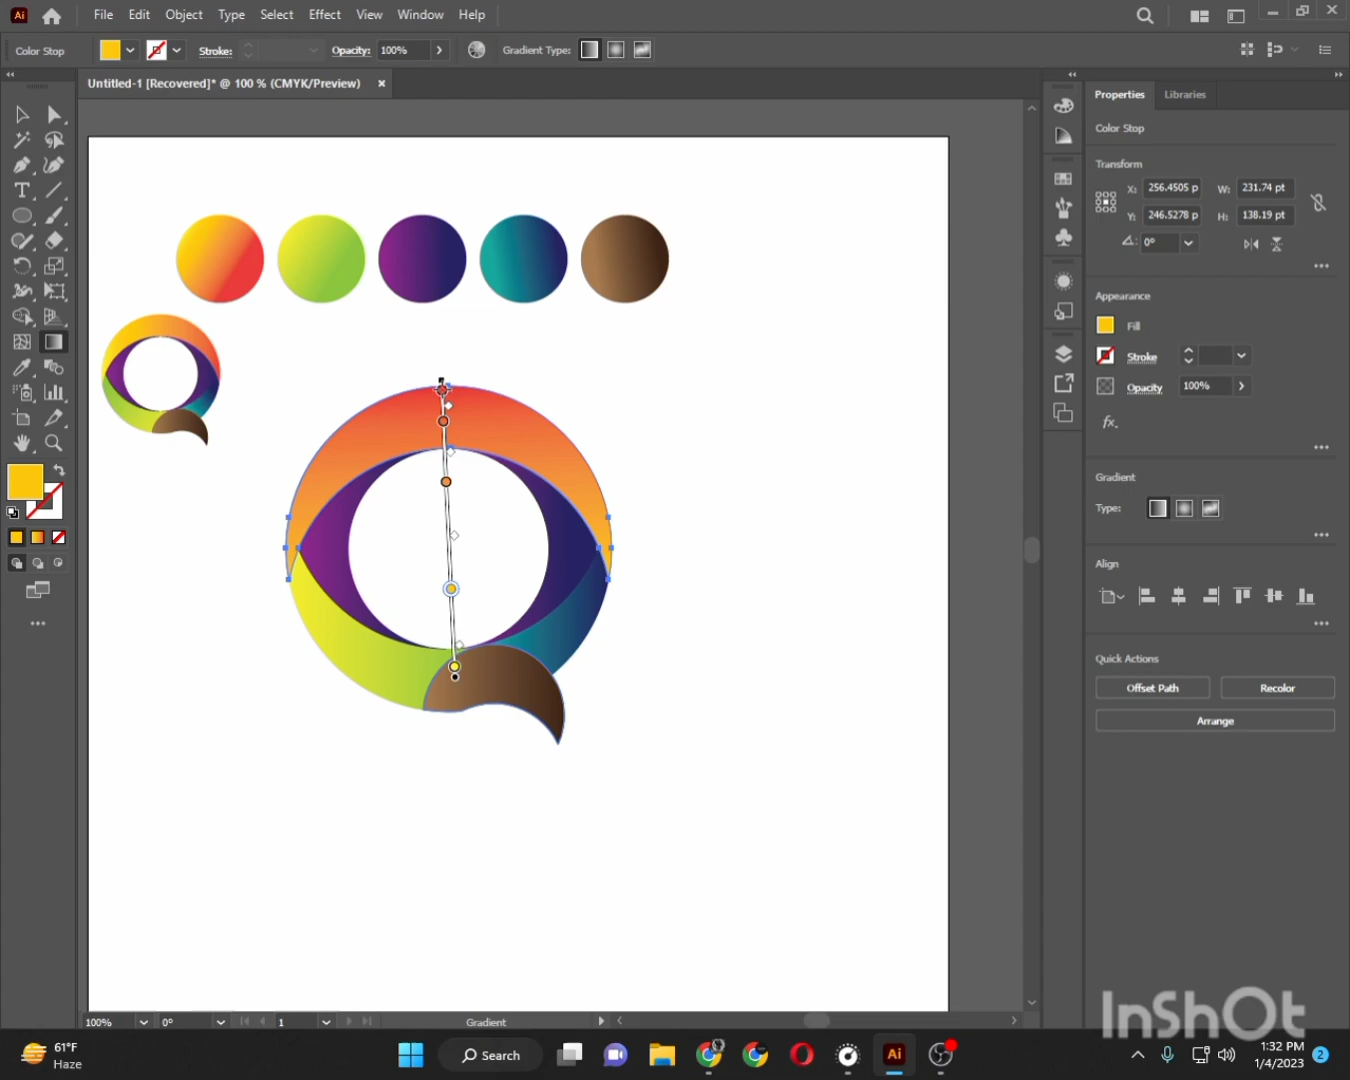 Ai File Edit Object Type Select Effect View Window Help
Color Stop Stroke: Opacity: 100% Gradient Type:
Untitled-1 [Recovered]* @ 100 % (CMYK/Preview) ×
Properties Libraries
Color Stop
Transform
X: 256.4505 p W: 231.74 pt
Y: 246.5278 p H: 138.19 pt
0°
Appearance
Fill
Stroke
Opacity 100%
fx.
Gradient
Type:
Align
Quick Actions
Offset Path Recolor
Arrange
InShOt
100% 0° 1 Gradient
61°F
Haze
Search
Ai
1:32 PM
1/4/2023
2